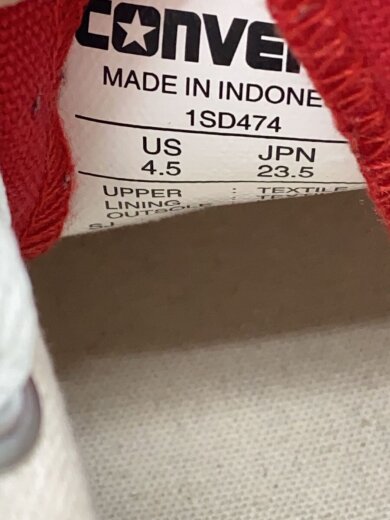 CONVE
MADE IN INDONE
1SD474
US JPN
4.5 23.5
UPPER : TEXTILE
LINING